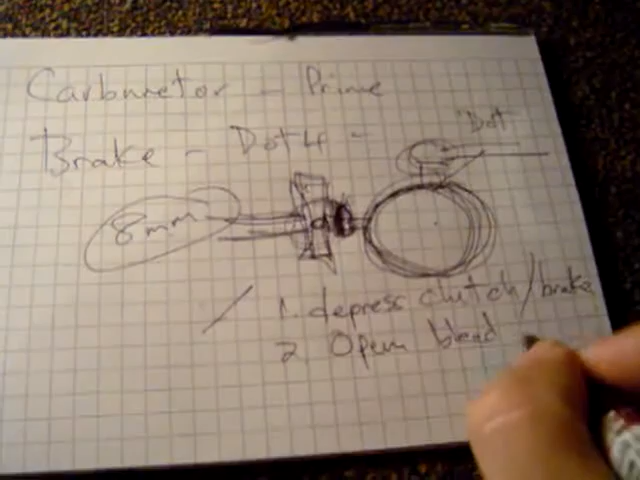 Carburetor - Prime
Brake - Dot 4 - "Dot"
8mm
1. depress clutch/brake
2 Open bleed